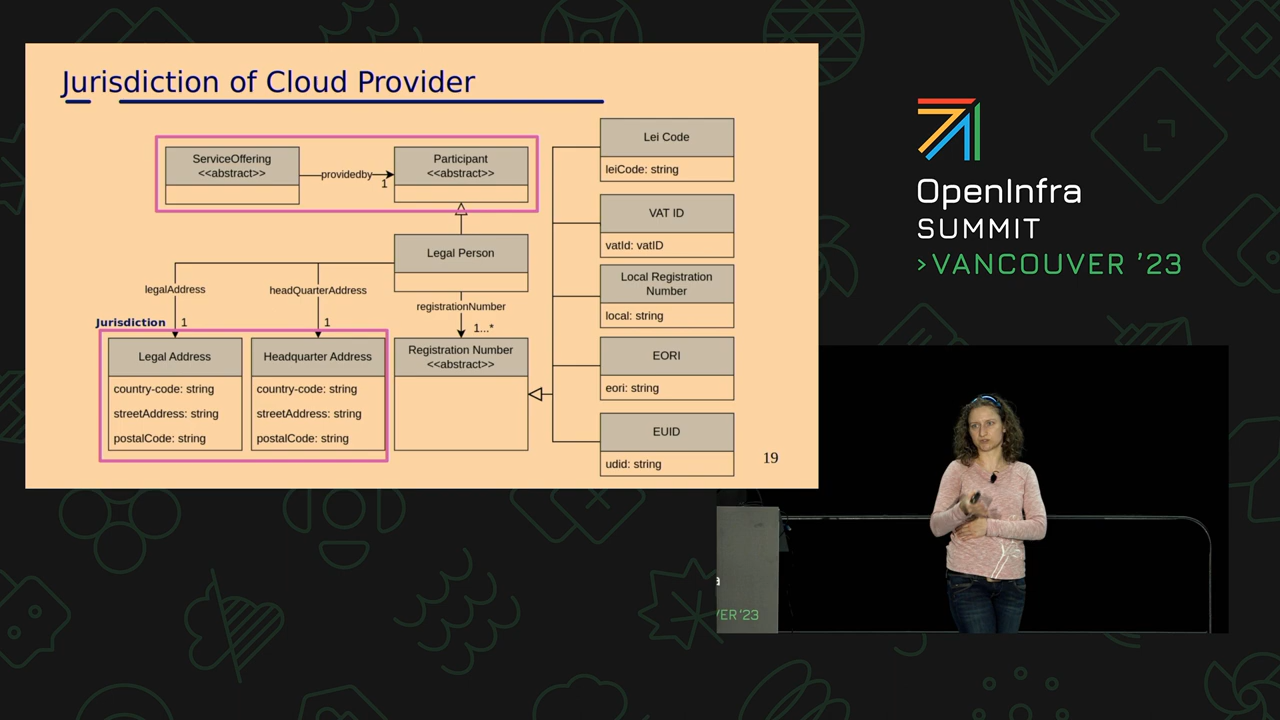 Jurisdiction of Cloud Provider
ServiceOffering
<<abstract>>
providedby
1
Participant
<<abstract>>
Legal Person
legalAddress
1
headQuarterAddress
1
registrationNumber
1...*
Jurisdiction
Legal Address
country-code: string
streetAddress: string
postalCode: string
Headquarter Address
country-code: string
streetAddress: string
postalCode: string
Registration Number
<<abstract>>
Lei Code
leiCode: string
VAT ID
vatId: vatID
Local Registration
Number
local: string
EORI
eori: string
EUID
udid: string
19
OpenInfra
SUMMIT
>VANCOUVER '23
a
VER '23